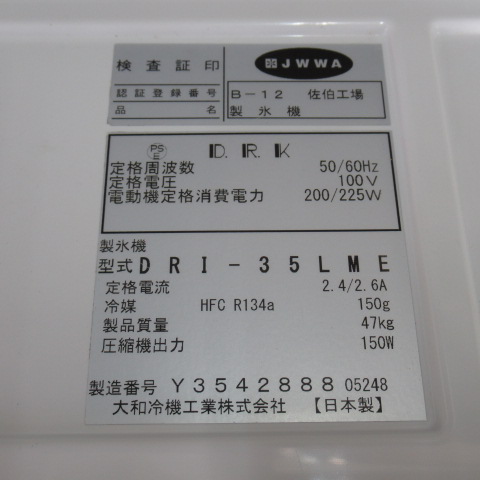 検査証印 JWWA
認証登録番号 B-12 佐伯工場
品名 製氷機
PS E D.R.K
定格周波数 50/60Hz
定格電圧 100V
電動機定格消費電力 200/225W
製氷機
型式 DRI-35LME
定格電流 2.4/2.6A
冷媒 HFC R134a 150g
製品質量 47kg
圧縮機出力 150W
製造番号 Y3542888 05248
大和冷機工業株式会社 【日本製】